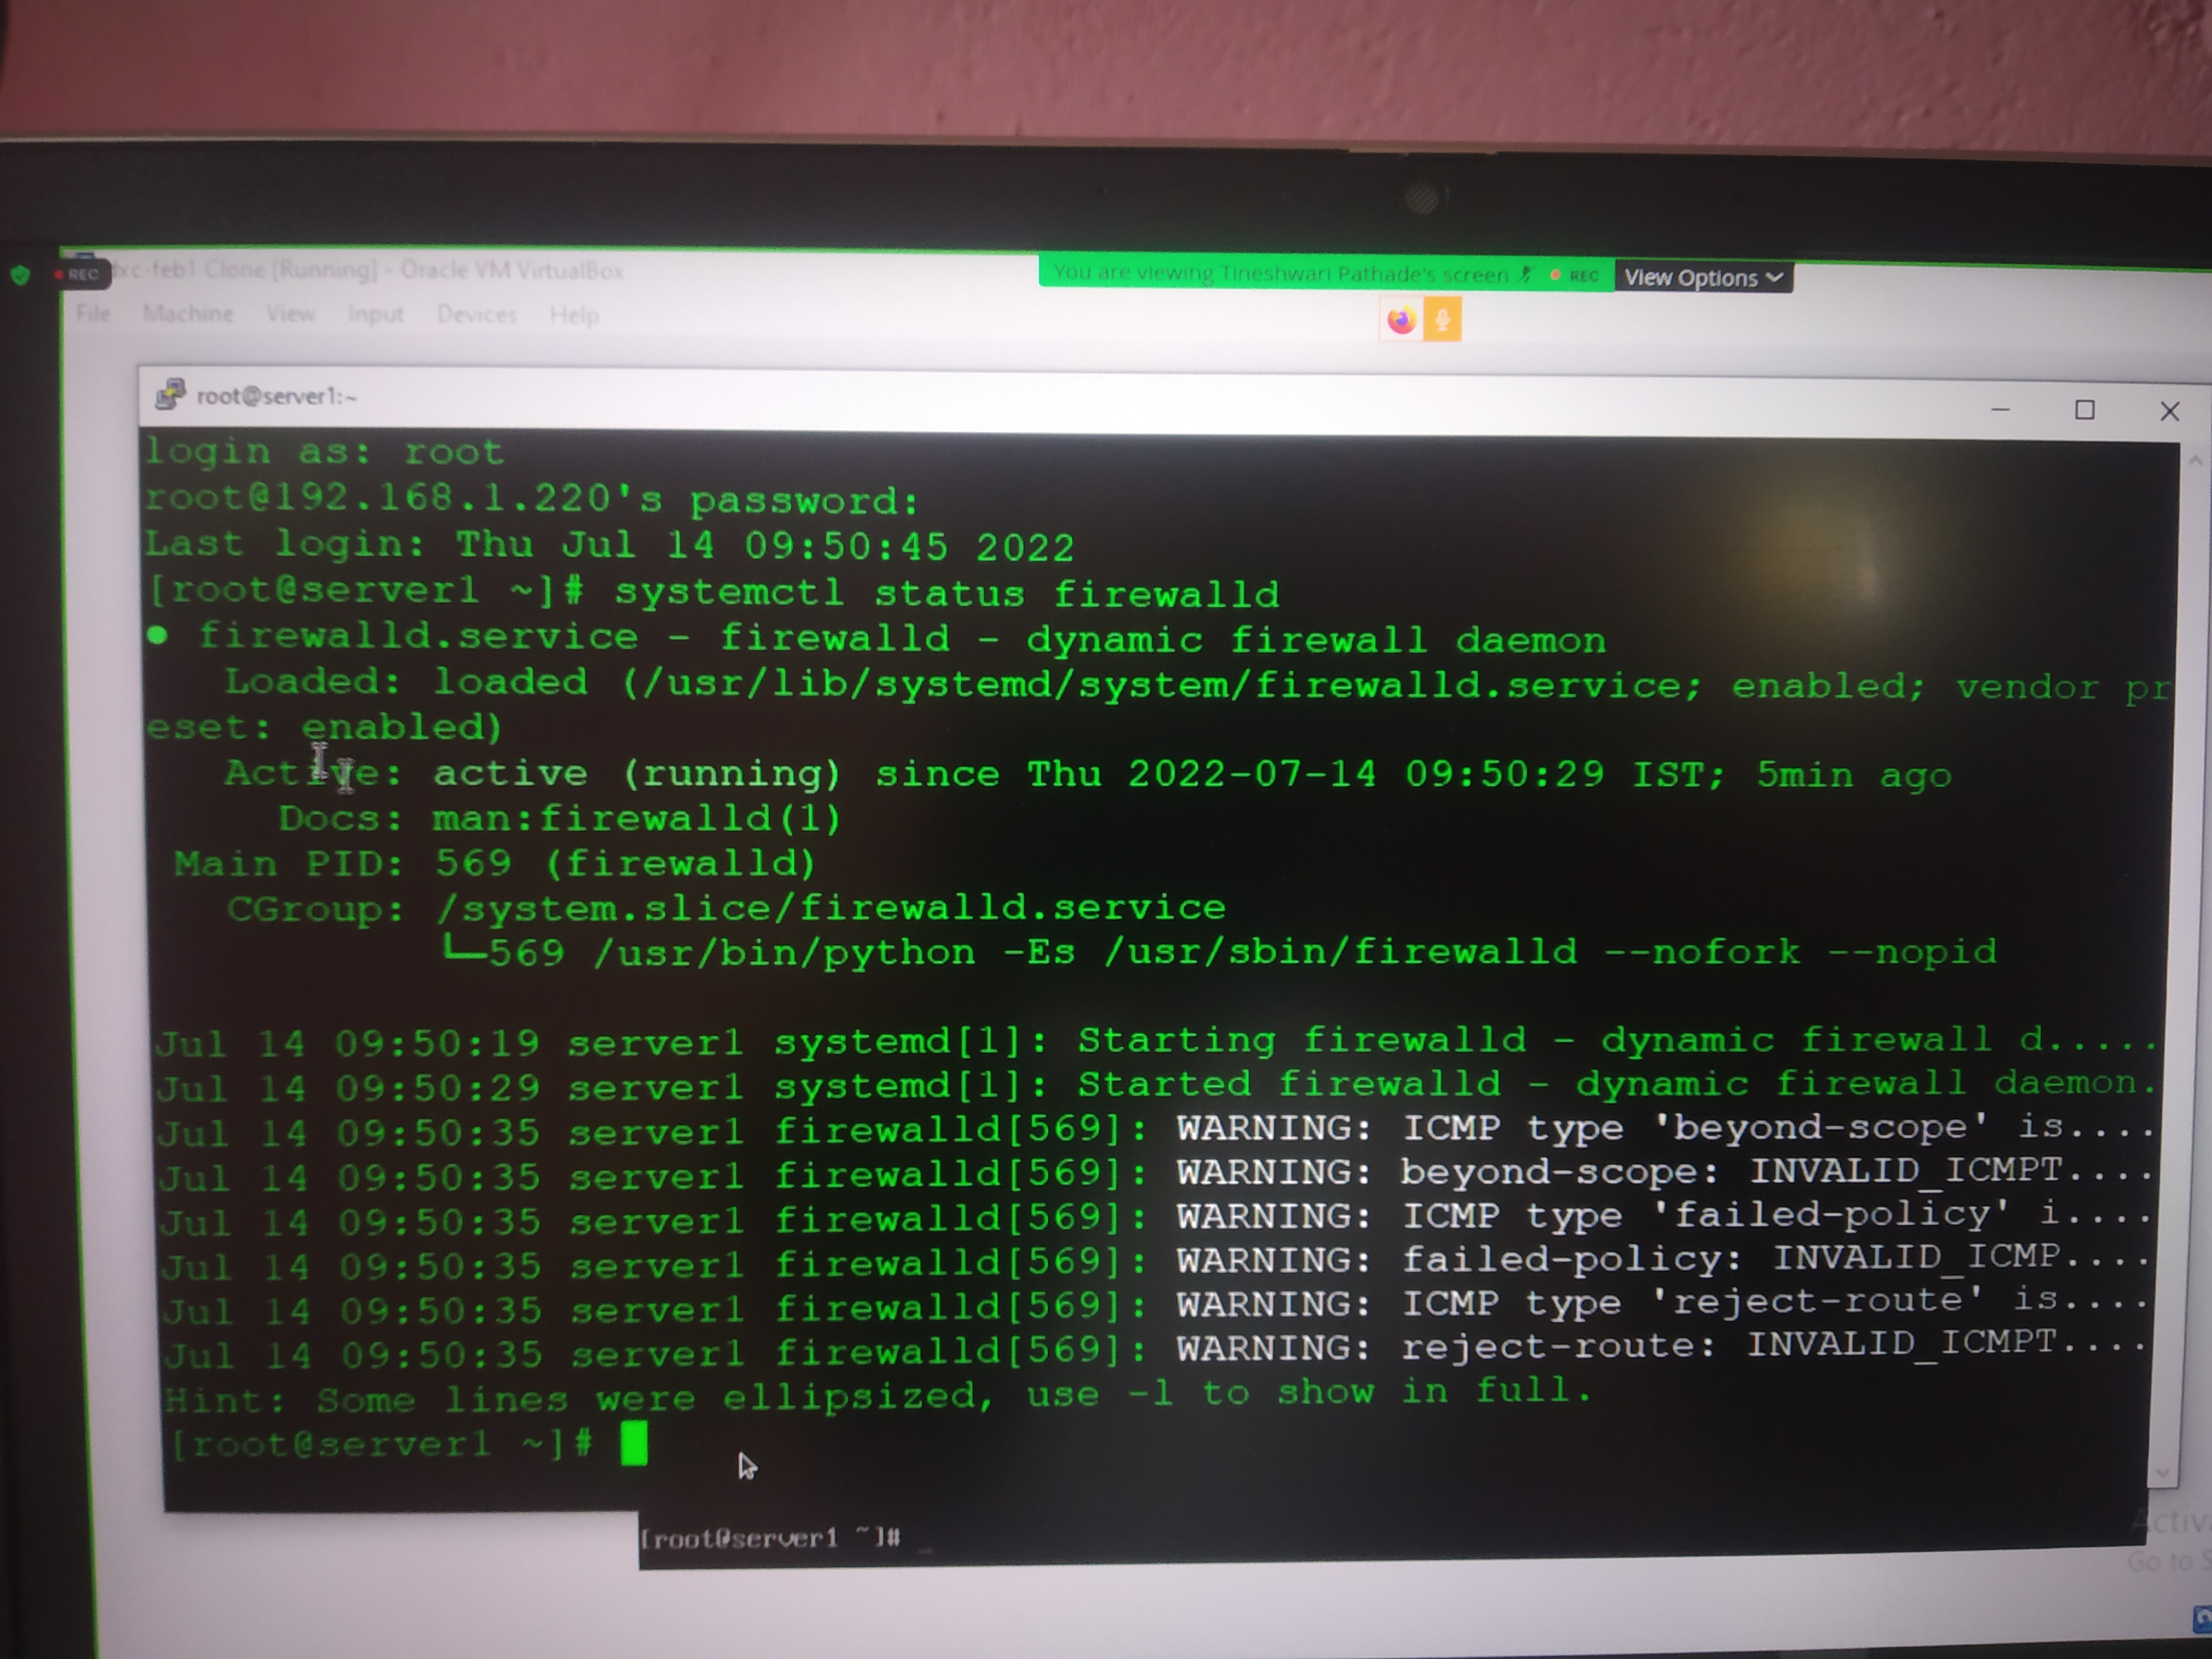 REC
xc-feb1 Clone [Running] - Oracle VM VirtualBox
You are viewing Tineshwari Pathade's screen REC View Options
File Machine View Input Devices Help
root@server1:~
login as: root
root@192.168.1.220's password:
Last login: Thu Jul 14 09:50:45 2022
[root@server1 ~]# systemctl status firewalld
● firewalld.service - firewalld - dynamic firewall daemon
Loaded: loaded (/usr/lib/systemd/system/firewalld.service; enabled; vendor pr
eset: enabled)
Active: active (running) since Thu 2022-07-14 09:50:29 IST; 5min ago
Docs: man:firewalld(1)
Main PID: 569 (firewalld)
CGroup: /system.slice/firewalld.service
└─569 /usr/bin/python -Es /usr/sbin/firewalld --nofork --nopid
Jul 14 09:50:19 server1 systemd[1]: Starting firewalld - dynamic firewall d.....
Jul 14 09:50:29 server1 systemd[1]: Started firewalld - dynamic firewall daemon.
Jul 14 09:50:35 server1 firewalld[569]: WARNING: ICMP type 'beyond-scope' is....
Jul 14 09:50:35 server1 firewalld[569]: WARNING: beyond-scope: INVALID_ICMPT....
Jul 14 09:50:35 server1 firewalld[569]: WARNING: ICMP type 'failed-policy' i....
Jul 14 09:50:35 server1 firewalld[569]: WARNING: failed-policy: INVALID_ICMP....
Jul 14 09:50:35 server1 firewalld[569]: WARNING: ICMP type 'reject-route' is....
Jul 14 09:50:35 server1 firewalld[569]: WARNING: reject-route: INVALID_ICMPT....
Hint: Some lines were ellipsized, use -l to show in full.
[root@server1 ~]#
[root@server1 ~]# _
Activ
Go to S